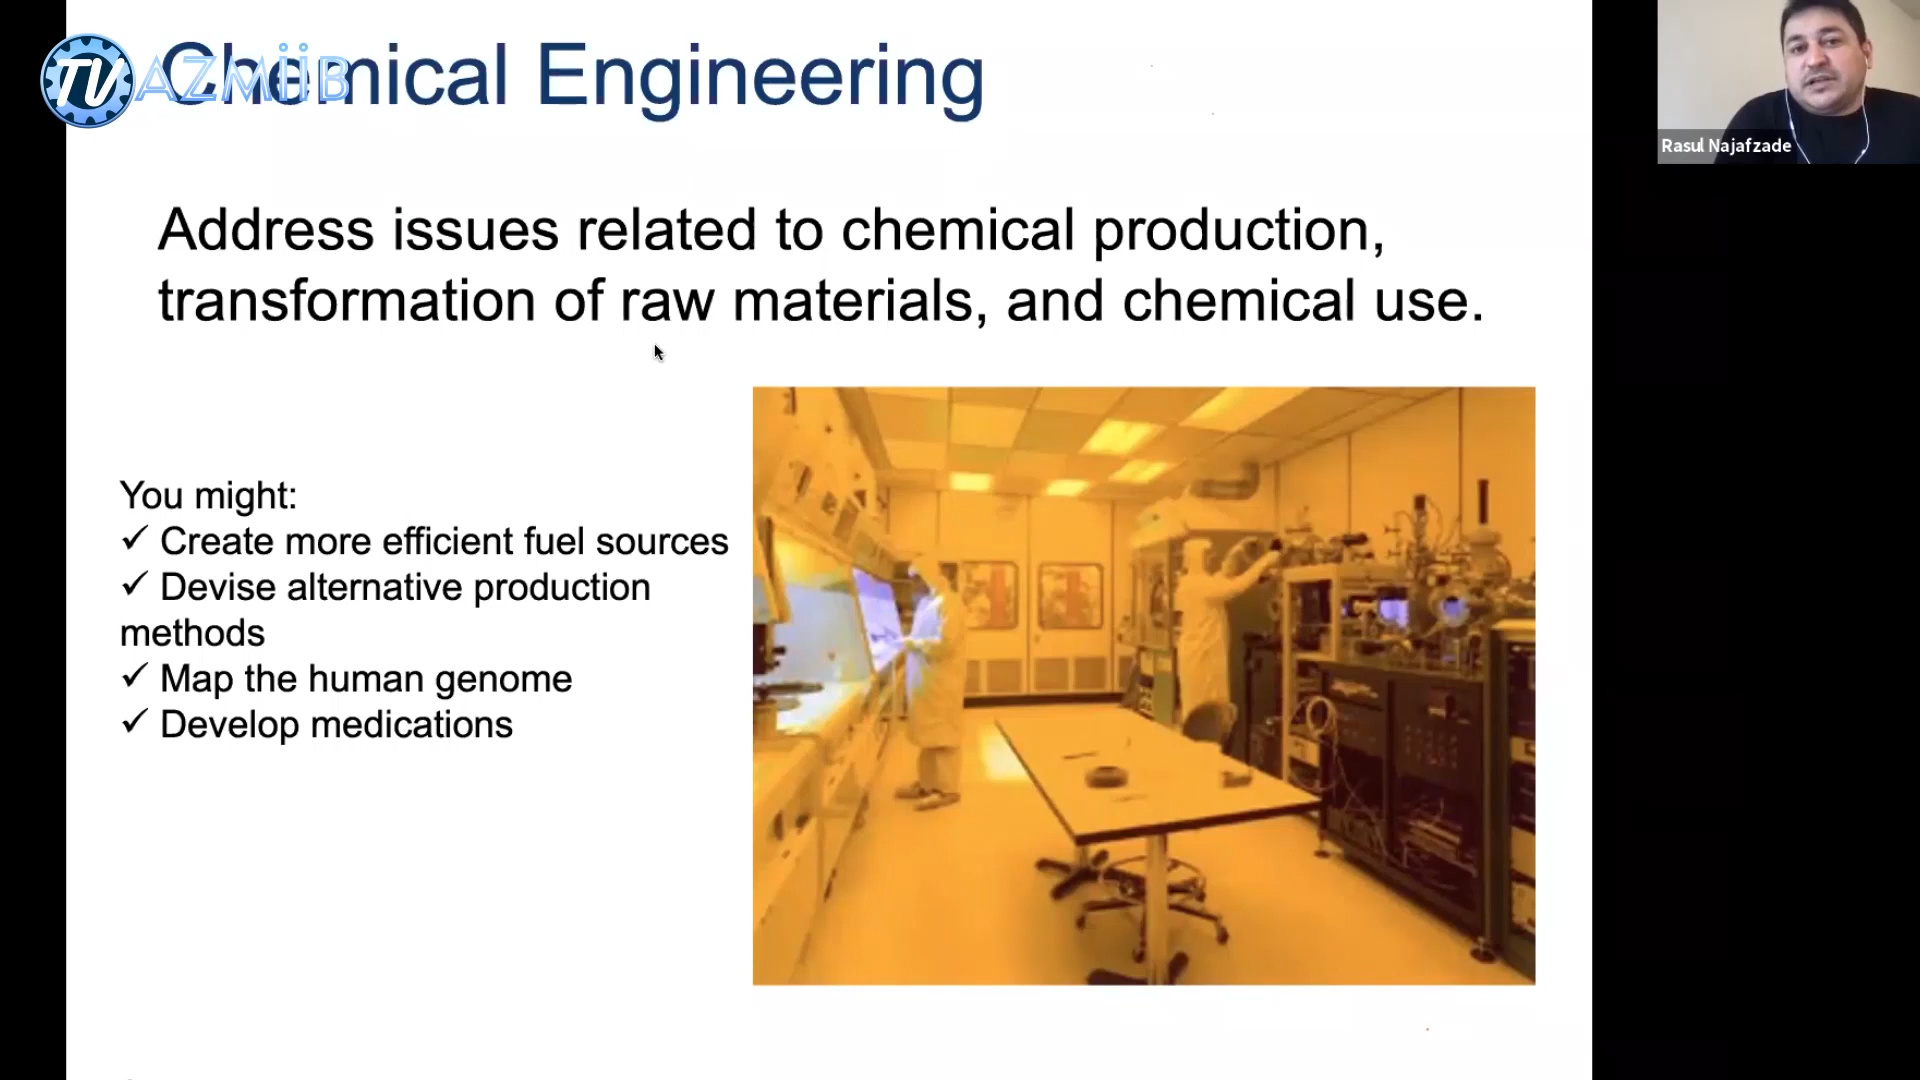 TV AZMİİB
Chemical Engineering
Rasul Najafzade
Address issues related to chemical production,
transformation of raw materials, and chemical use.
You might:
✓ Create more efficient fuel sources
✓ Devise alternative production
methods
✓ Map the human genome
✓ Develop medications